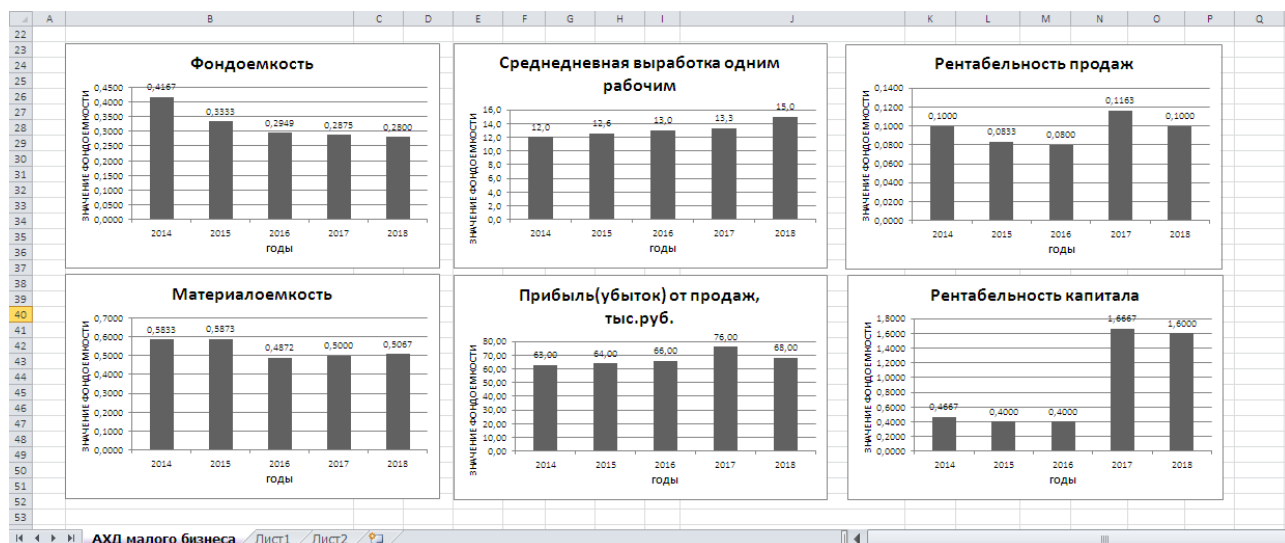 A B C D E F G H I J K L M N O P Q
22
23
24
25
26
27
28
29
30
31
32
33
34
35
36
37
38
39
40
41
42
43
44
45
46
47
48
49
50
51
52
53
Фондоемкость
ЗНАЧЕНИЕ ФОНДОЕМКОСТИ
0,4500
0,4000
0,3500
0,3000
0,2500
0,2000
0,1500
0,1000
0,0500
0,0000
0,4167 0,3333 0,2949 0,2875 0,2800
2014 2015 2016 2017 2018
годы
Среднедневная выработка одним
рабочим
ЗНАЧЕНИЕ ФОНДОЕМКОСТИ
16,0
14,0
12,0
10,0
8,0
6,0
4,0
2,0
0,0
12,0 12,6 13,0 13,3 15,0
2014 2015 2016 2017 2018
годы
Рентабельность продаж
ЗНАЧЕНИЕ ФОНДОЕМКОСТИ
0,1400
0,1200
0,1000
0,0800
0,0600
0,0400
0,0200
0,0000
0,1000 0,0833 0,0800 0,1163 0,1000
2014 2015 2016 2017 2018
годы
Материалоемкость
ЗНАЧЕНИЕ ФОНДОЕМКОСТИ
0,7000
0,6000
0,5000
0,4000
0,3000
0,2000
0,1000
0,0000
0,5833 0,5873 0,4872 0,5000 0,5067
2014 2015 2016 2017 2018
годы
Прибыль(убыток) от продаж,
тыс.руб.
ЗНАЧЕНИЕ ФОНДОЕМКОСТИ
80,00
70,00
60,00
50,00
40,00
30,00
20,00
10,00
0,00
63,00 64,00 66,00 76,00 68,00
2014 2015 2016 2017 2018
годы
Рентабельность капитала
ЗНАЧЕНИЕ ФОНДОЕМКОСТИ
1,8000
1,6000
1,4000
1,2000
1,0000
0,8000
0,6000
0,4000
0,2000
0,0000
0,4667 0,4000 0,4000 1,6667 1,6000
2014 2015 2016 2017 2018
годы
АХД малого бизнеса Лист1 Лист2